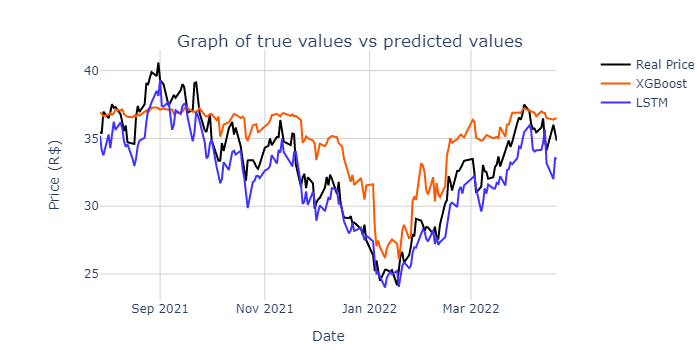 Graph of true values vs predicted values
Real Price
XGBoost
LSTM
Price (R$)
40
35
30
25
Sep 2021
Nov 2021
Jan 2022
Mar 2022
Date